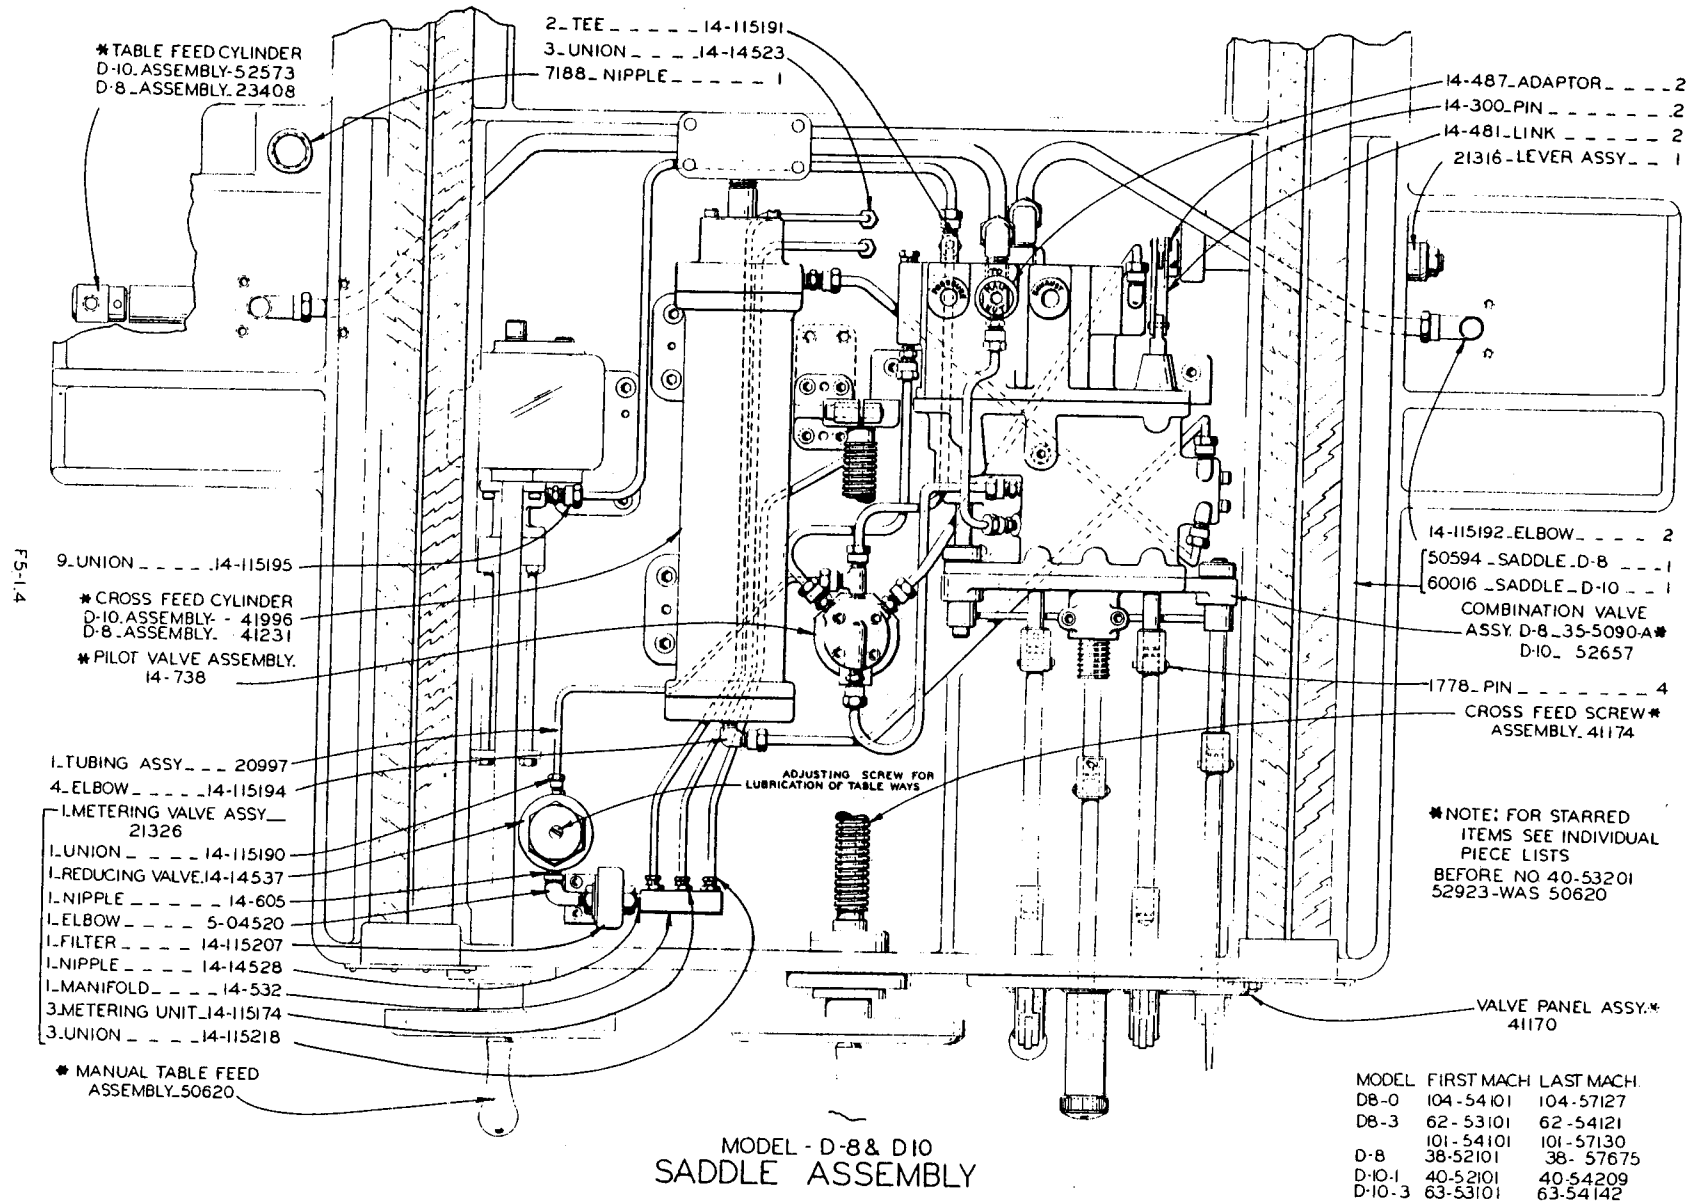 2_TEE _ _ _ _ _ 14-115191
3_UNION _ _ _ _ 14-14523
7188_NIPPLE _ _ _ _ _ 1
*TABLE FEED CYLINDER
D-10_ASSEMBLY-52573
D-8_ASSEMBLY_23408
14-487_ADAPTOR _ _ _ _ 2
14-300_PIN _ _ _ _ _ _ 2
14-481_LINK _ _ _ _ _ 2
21316_LEVER ASSY _ _ 1
PRESSURE
TO
MAIN
EXHAUST
9_UNION _ _ _ _ _ 14-115195
*CROSS FEED CYLINDER
D-10_ASSEMBLY- - 41996
D-8_ASSEMBLY_ 41231
*PILOT VALVE ASSEMBLY.
14-738
14-115192_ELBOW _ _ _ _ 2
50594_SADDLE_D-8 _ _ _ 1
60016_SADDLE_D-10 _ _ 1
COMBINATION VALVE
ASSY. D-8_35-5090-A*
D-10_ 52657
1778_PIN _ _ _ _ _ _ _ 4
CROSS FEED SCREW*
ASSEMBLY_41174
1_TUBING ASSY _ _ _ 20997
4_ELBOW _ _ _ _ _ 14-115194
1_METERING VALVE ASSY_
21326
1_UNION _ _ _ _ 14-115190
1_REDUCING VALVE_14-14537
1_NIPPLE _ _ _ _ _ 14-605
1_ELBOW _ _ _ _ 5-04520
1_FILTER _ _ _ _ 14-115207
1_NIPPLE _ _ _ _ 14-14528
1_MANIFOLD _ _ _ _ 14-532
3_METERING UNIT_14-115174
3_UNION _ _ _ _ 14-115218
*MANUAL TABLE FEED
ASSEMBLY_50620
ADJUSTING SCREW FOR
LUBRICATION OF TABLE WAYS
*NOTE: FOR STARRED
ITEMS SEE INDIVIDUAL
PIECE LISTS
BEFORE NO 40-53201
52923-WAS 50620
VALVE PANEL ASSY.*
41170
F5-1.4
MODEL FIRST MACH LAST MACH.
D8-0 104-54101 104-57127
D8-3 62-53101 62-54121
101-54101 101-57130
D-8 38-52101 38-57675
D-10-1 40-52101 40-54209
D-10-3 63-53101 63-54142
MODEL - D-8 & D10
SADDLE ASSEMBLY